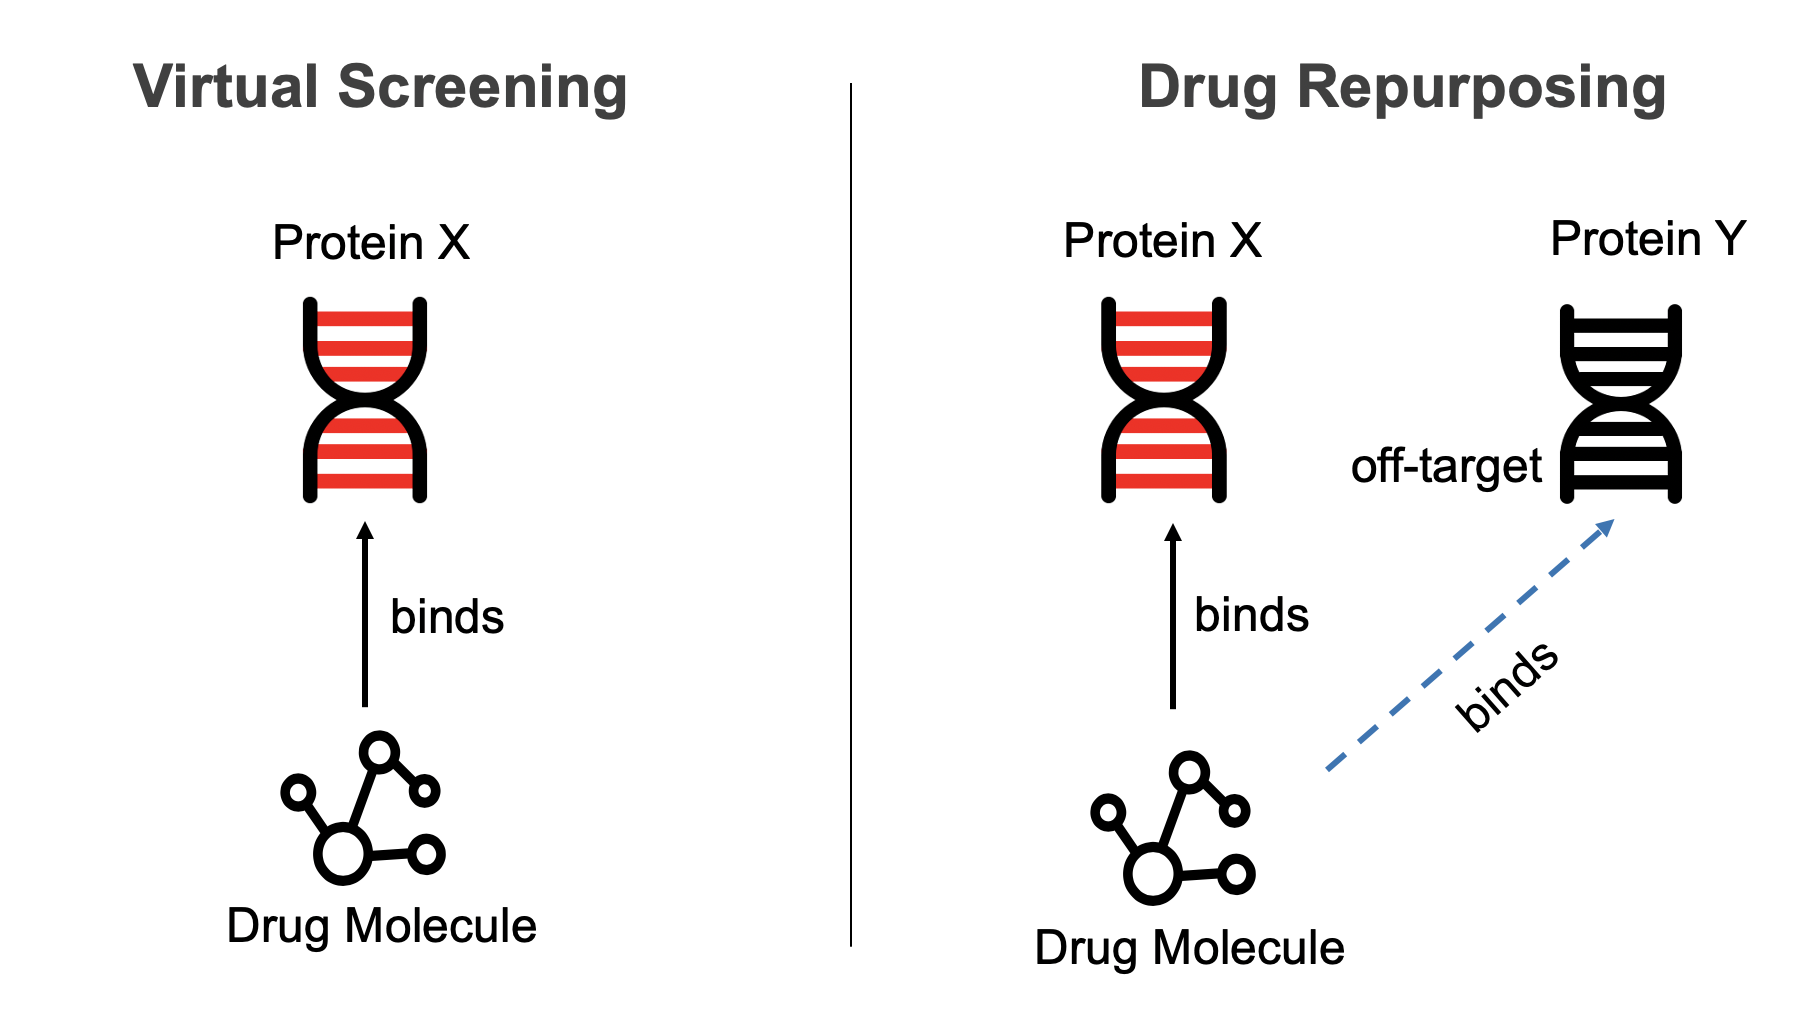 Virtual Screening
Protein X
binds
Drug Molecule
Drug Repurposing
Protein X
Protein Y
off-target
binds
binds
Drug Molecule